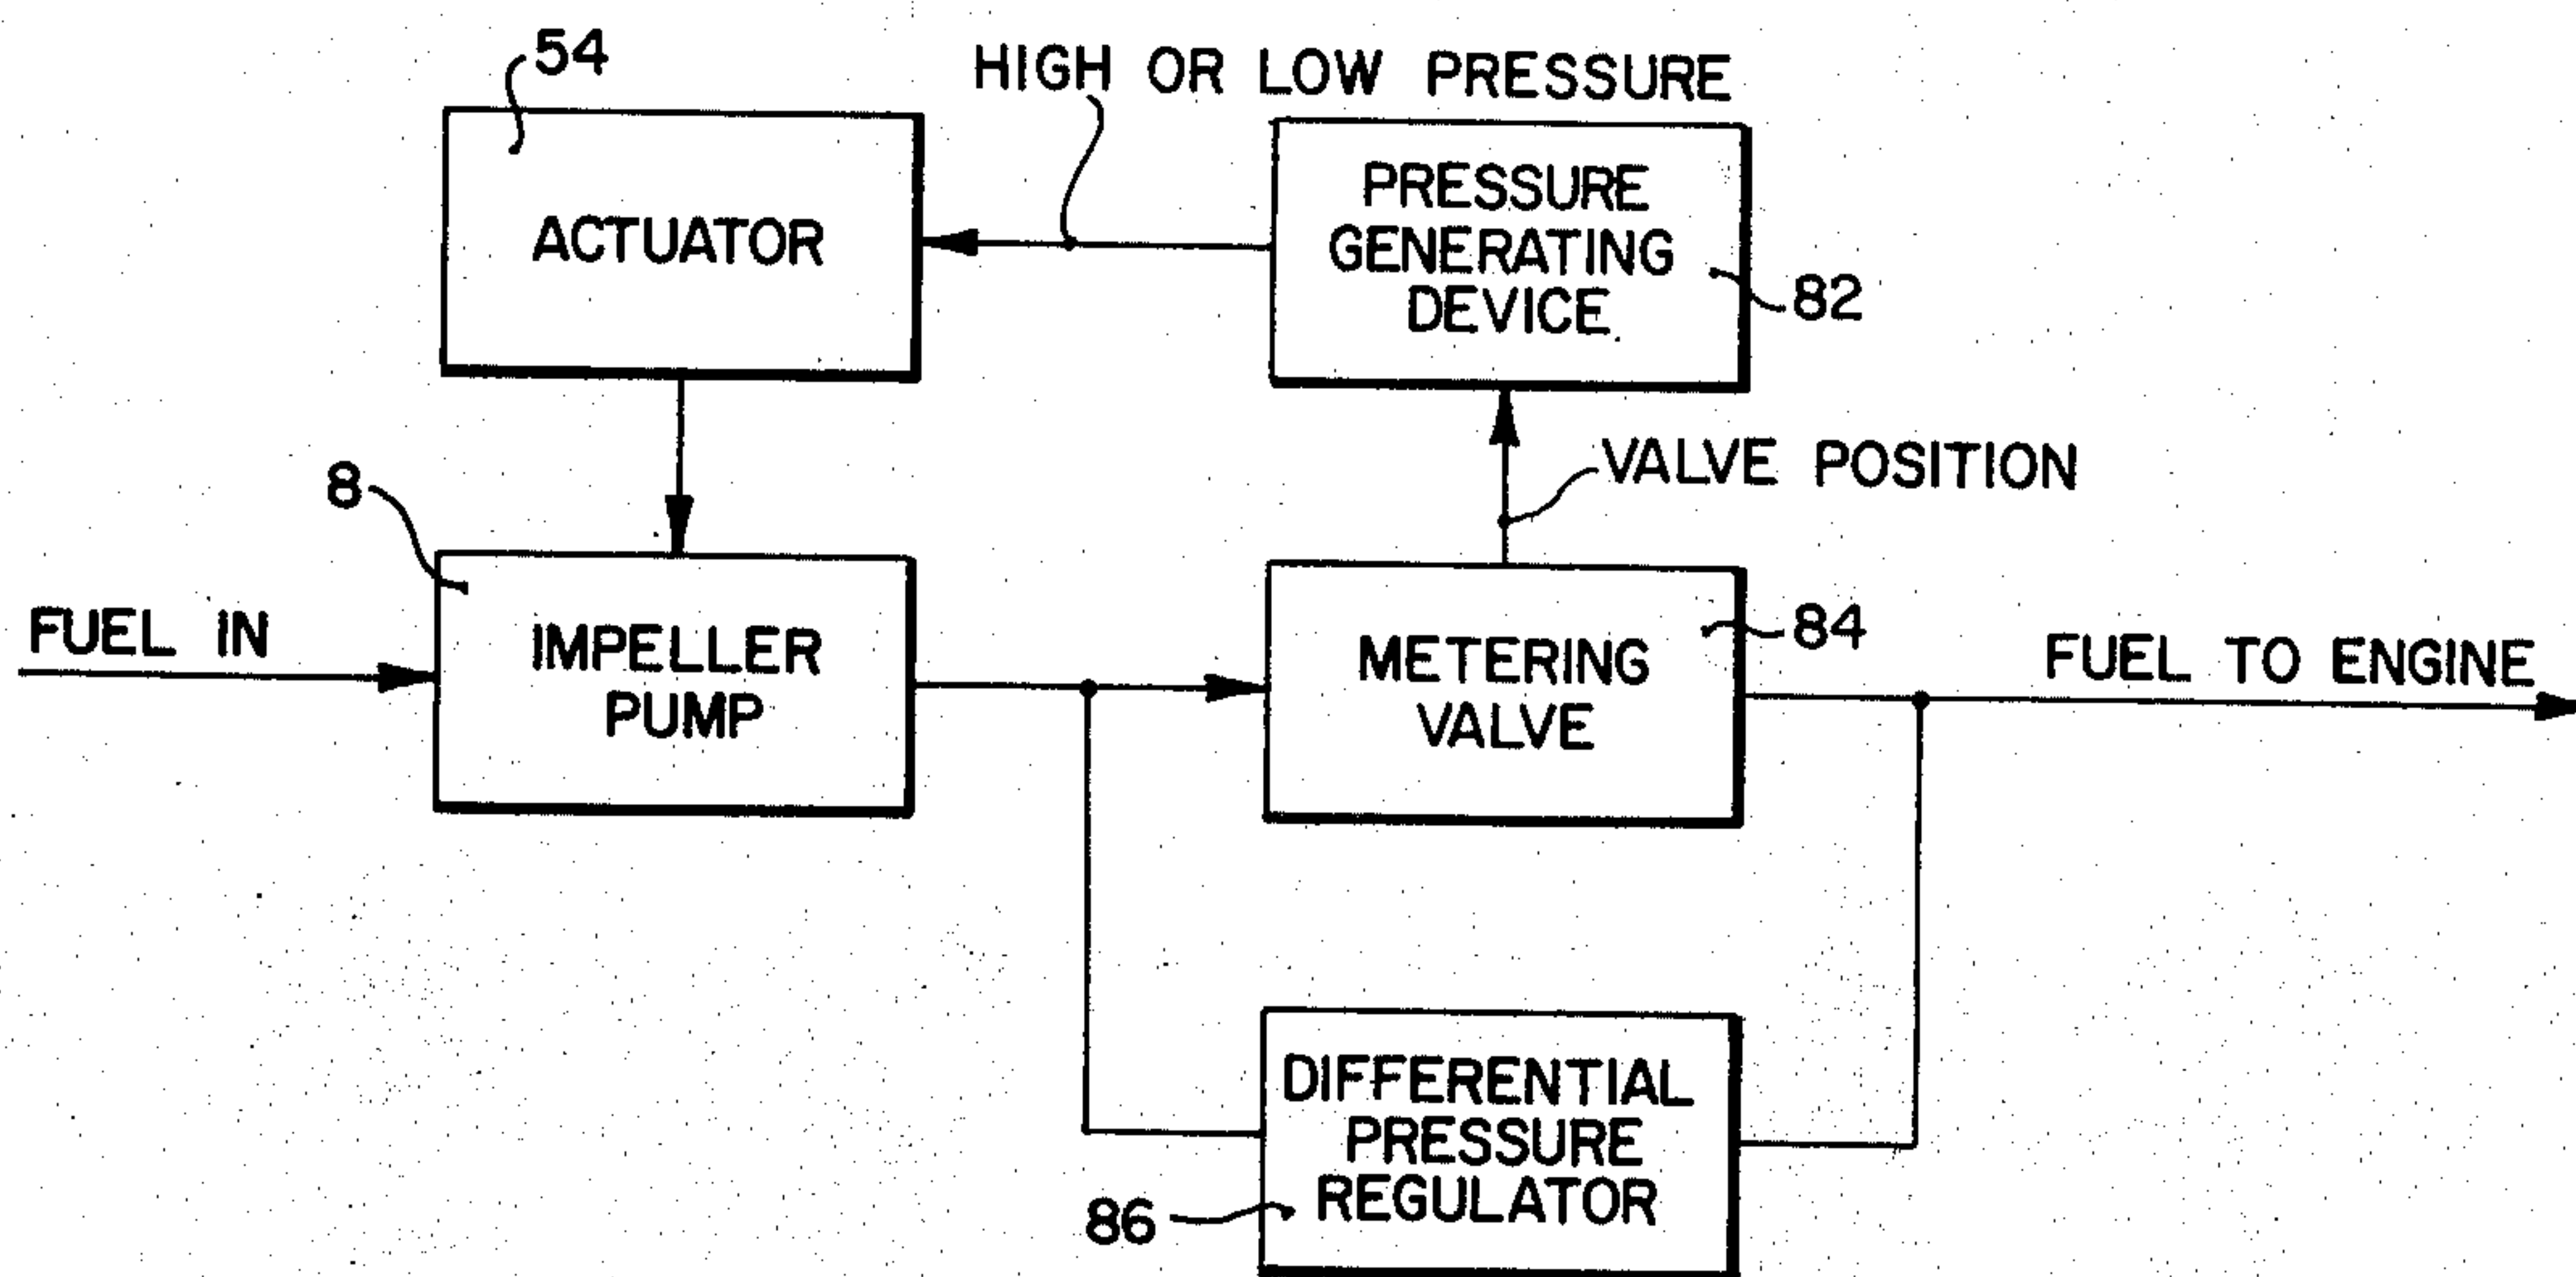 54
HIGH OR LOW PRESSURE
ACTUATOR
PRESSURE
GENERATING
DEVICE
82
VALVE POSITION
8
FUEL IN
IMPELLER
PUMP
METERING
VALVE
84
FUEL TO ENGINE
DIFFERENTIAL
PRESSURE
REGULATOR
86